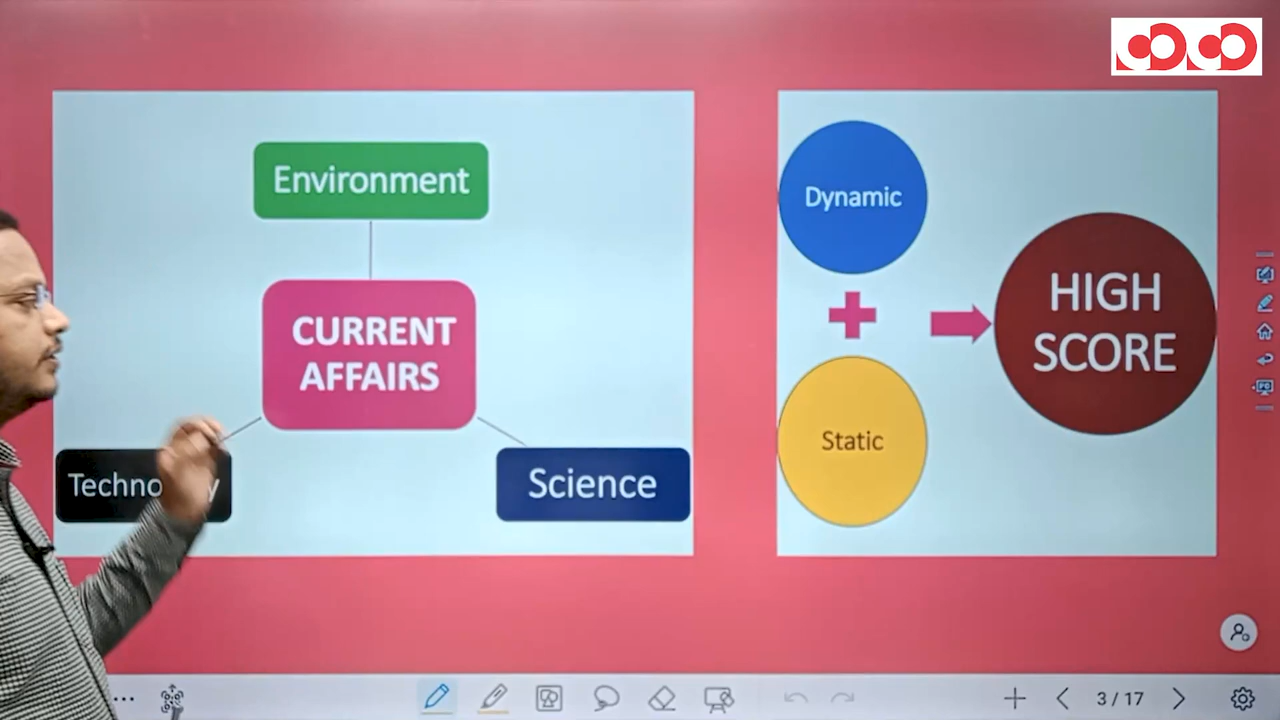 Environment
CURRENT
AFFAIRS
Science
Dynamic
Static
HIGH
SCORE
3 / 17